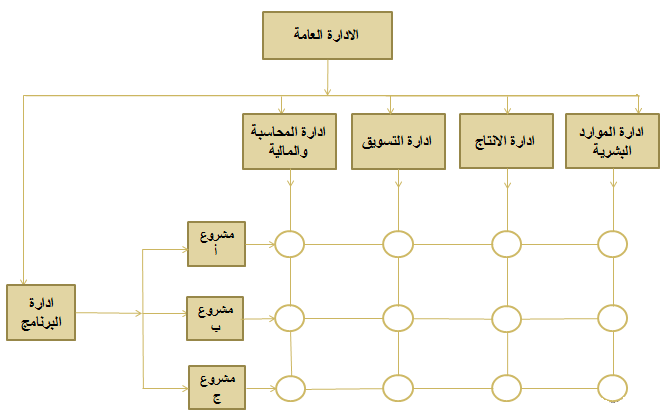 الادارة العامة
ادارة الموارد
البشرية
ادارة الانتاج
ادارة التسويق
ادارة المحاسبة
والمالية
مشروع
أ
ادارة
البرنامج
مشروع
ب
مشروع
ج